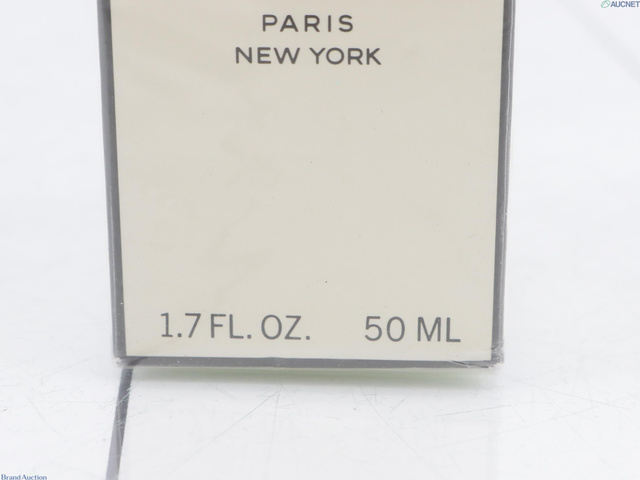 AUCNET
PARIS
NEW YORK
1.7 FL. OZ. 50 ML
Brand Auction